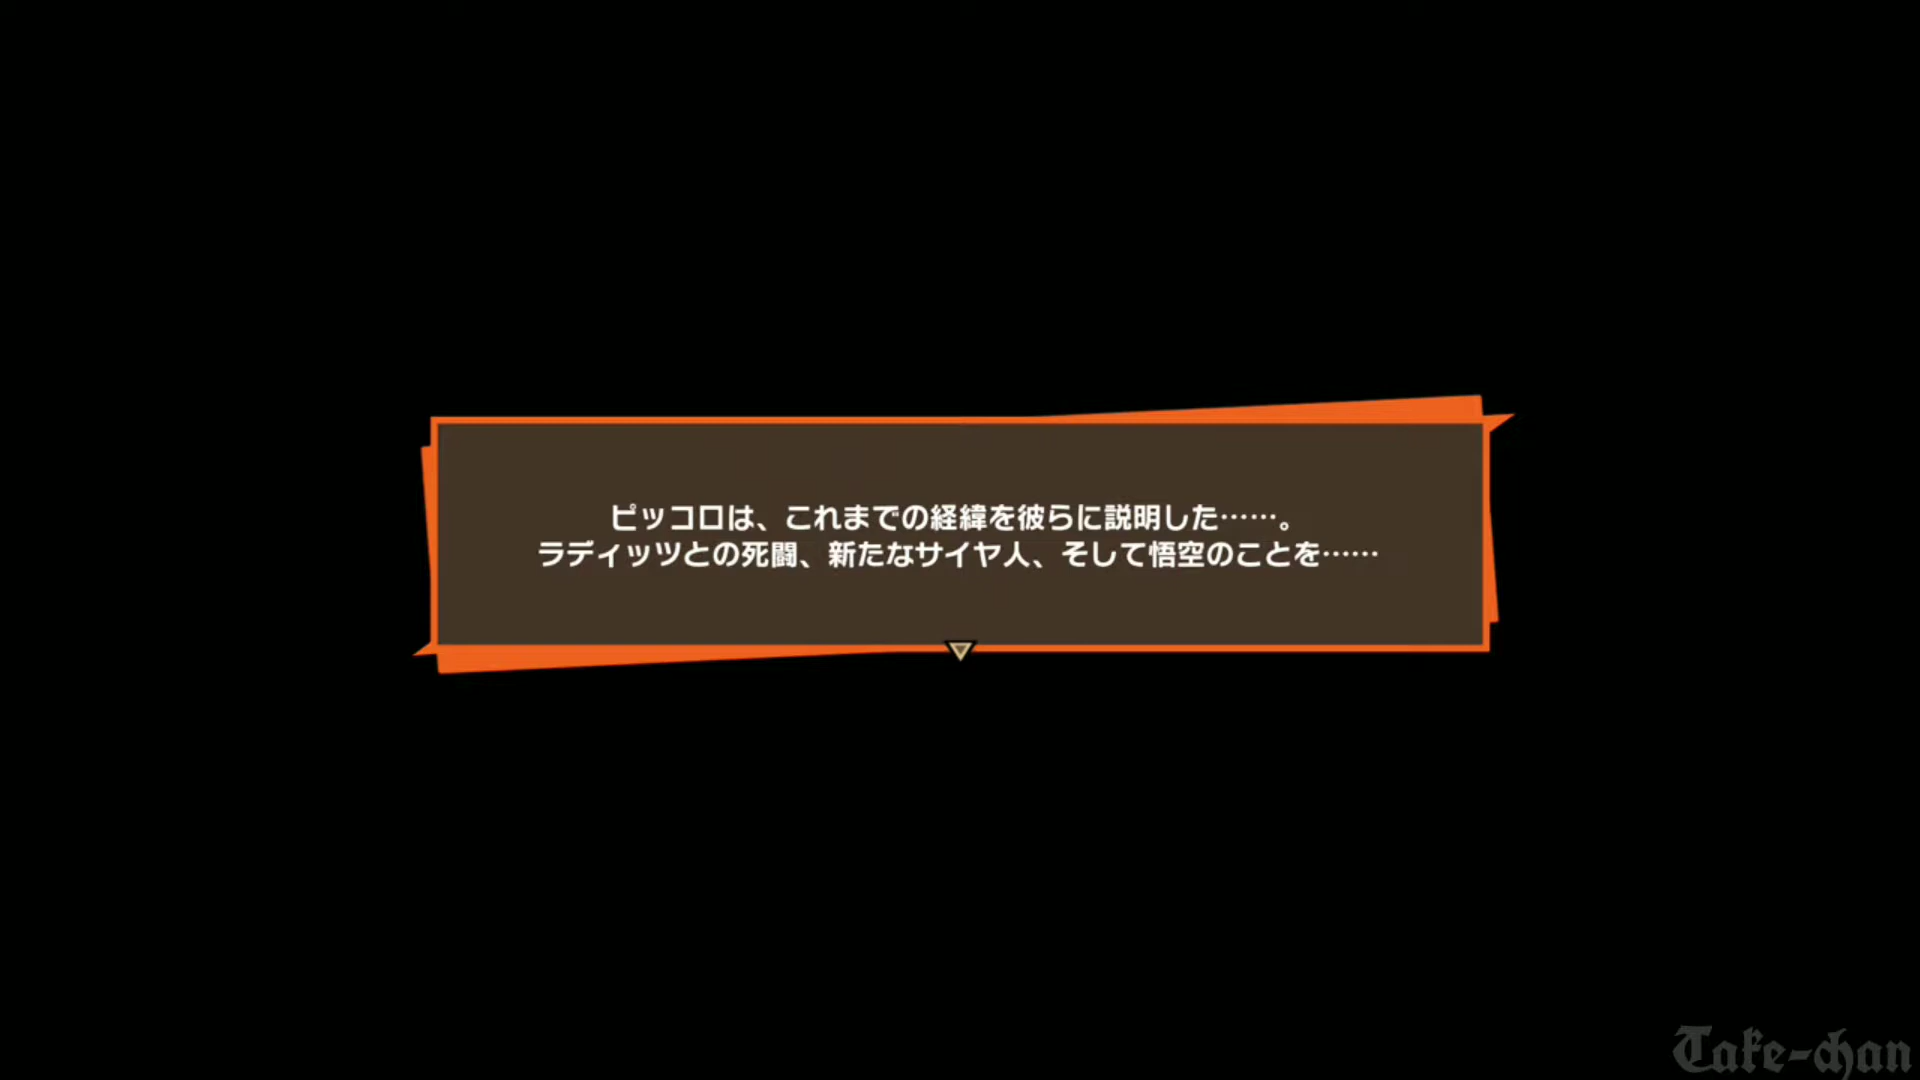 ピッコロは、これまでの経緯を彼らに説明した……。
ラディッツとの死闘、新たなサイヤ人、そして悟空のことを……
Take-chan